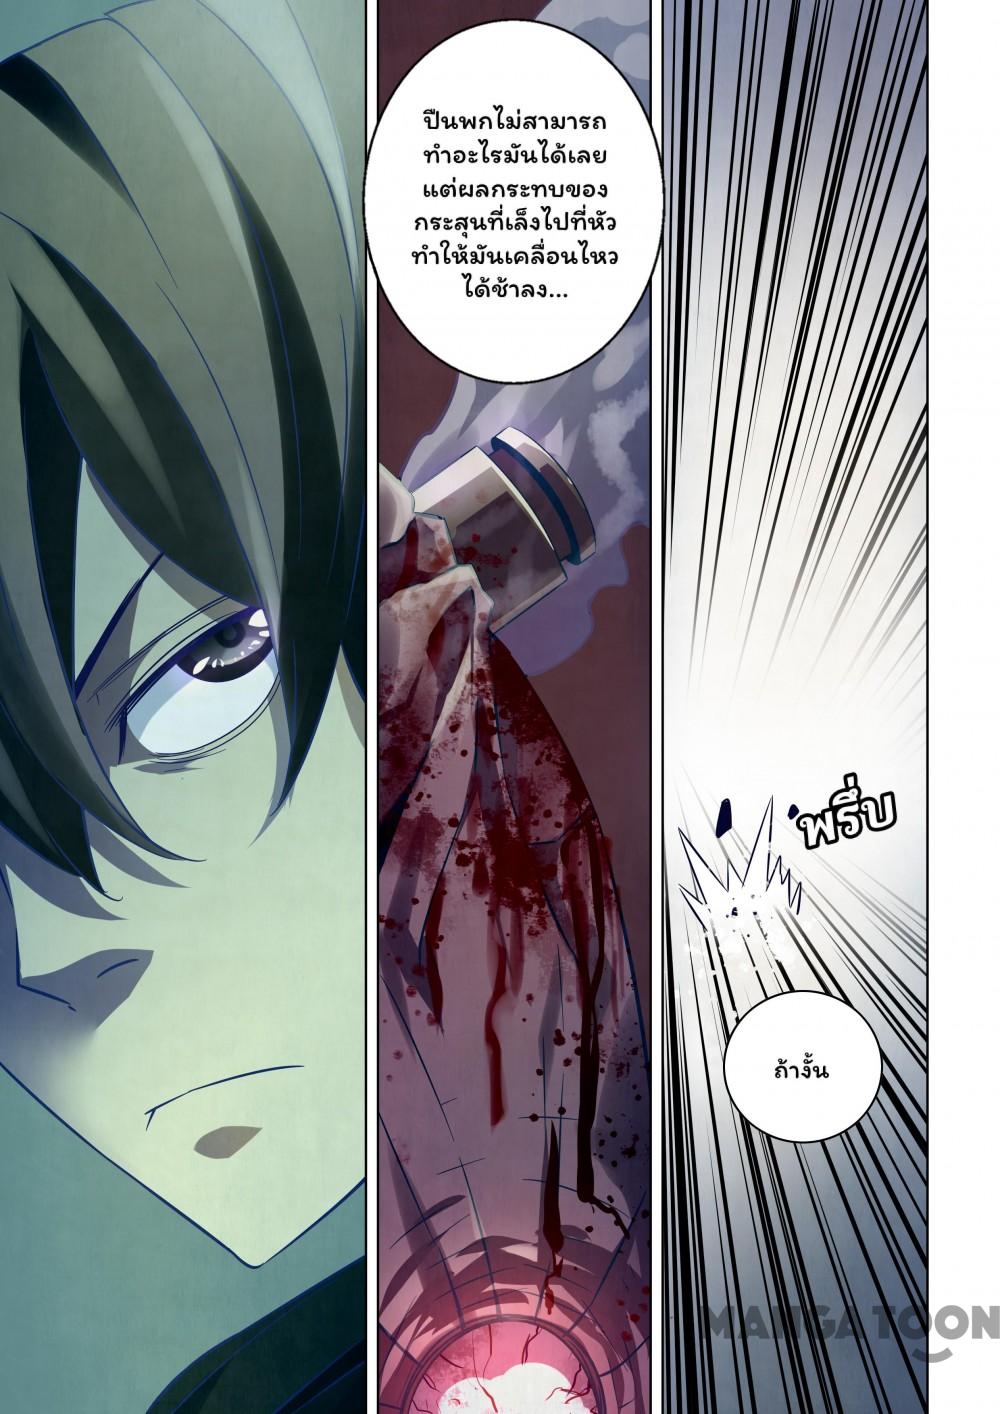 ปืนพกไม่สามารถ
ทำอะไรมันได้เลย
แต่ผลกระทบของ
กระสุนที่เล็งไปที่หัว
ทำให้มันเคลื่อนไหว
ได้ช้าลง...
พรึ่บ
ถ้างั้น
MANGATOON